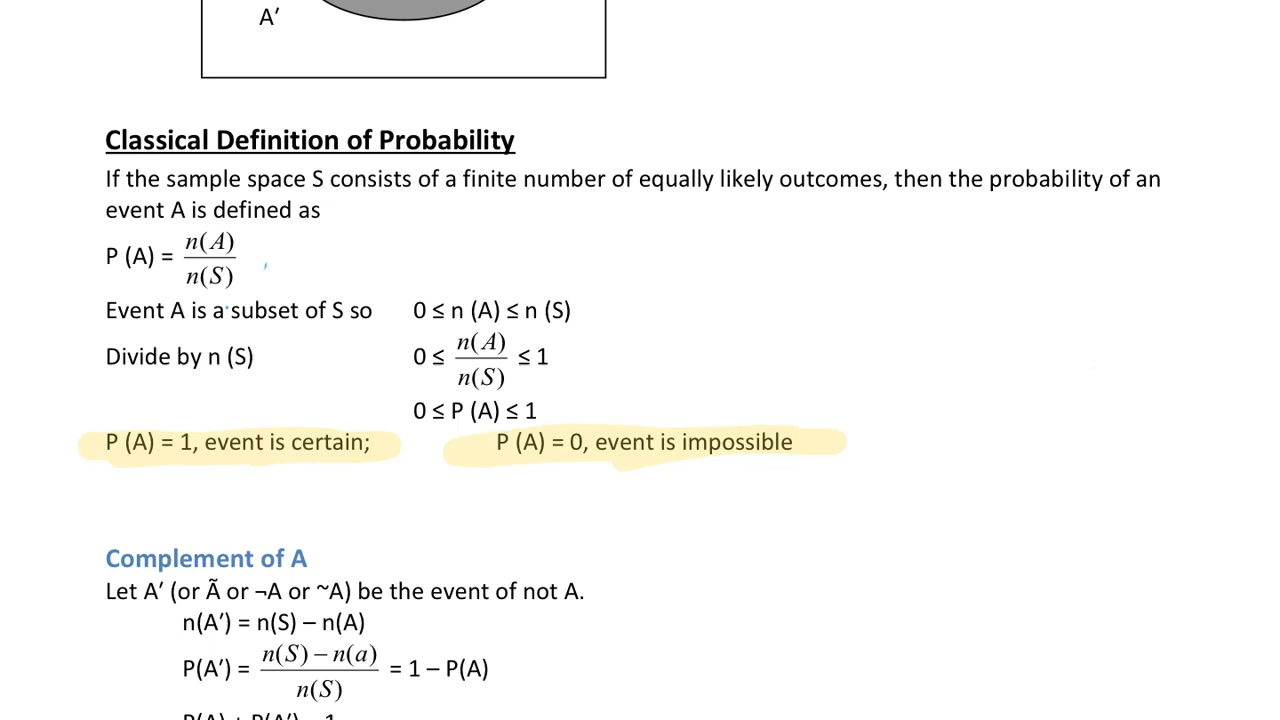 A′
Classical Definition of Probability
If the sample space S consists of a finite number of equally likely outcomes, then the probability of an
event A is defined as
P (A) = n(A)/n(S)
Event A is a subset of S so 0 ≤ n (A) ≤ n (S)
Divide by n (S) 0 ≤ n(A)/n(S) ≤ 1
0 ≤ P (A) ≤ 1
P (A) = 1, event is certain; P (A) = 0, event is impossible
Complement of A
Let A′ (or Ã or ¬A or ~A) be the event of not A.
n(A′) = n(S) – n(A)
P(A′) = n(S) – n(a)/n(S) = 1 – P(A)
P(A) + P(A′) = 1